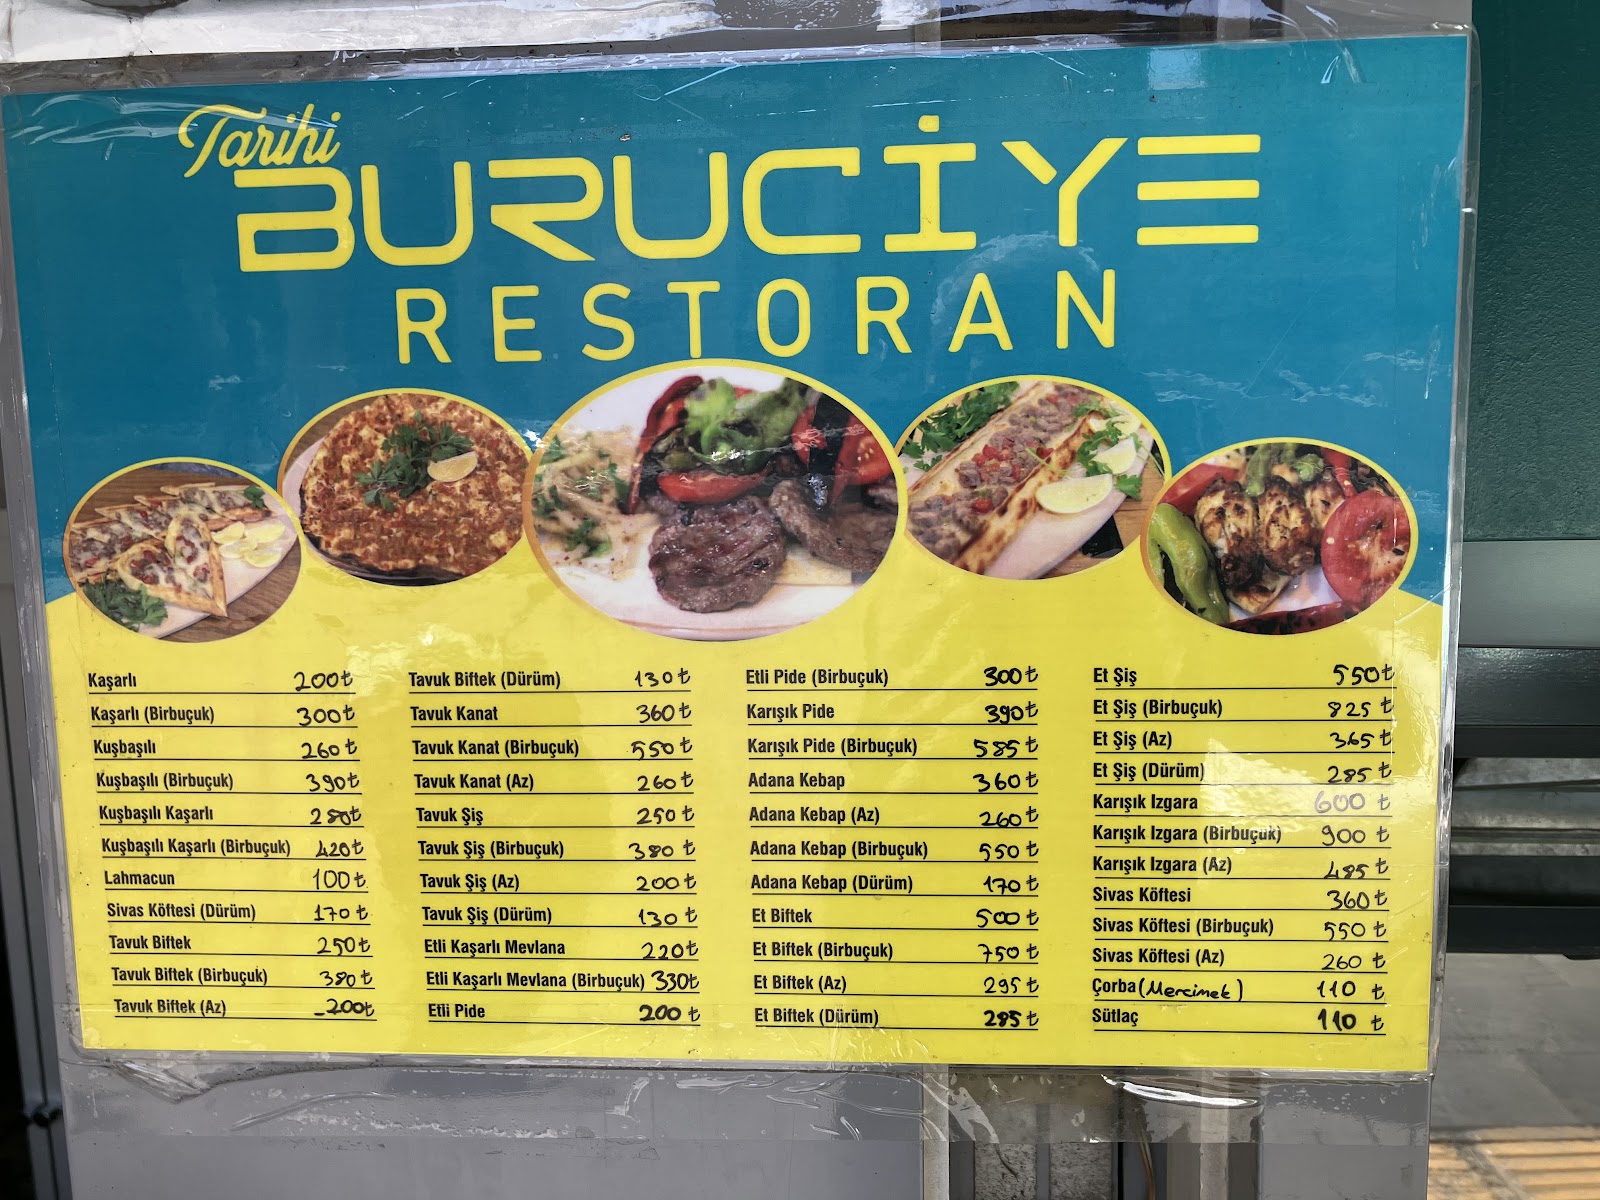 Tarihi
BURUCİYE
RESTORAN
Kaşarlı 200₺
Kaşarlı (Birbuçuk) 300₺
Kuşbaşılı 260₺
Kuşbaşılı (Birbuçuk) 390₺
Kuşbaşılı Kaşarlı 280₺
Kuşbaşılı Kaşarlı (Birbuçuk) 420₺
Lahmacun 100₺
Sivas Köftesi (Dürüm) 170₺
Tavuk Biftek 250₺
Tavuk Biftek (Birbuçuk) 380₺
Tavuk Biftek (Az) 200₺
Tavuk Biftek (Dürüm) 130₺
Tavuk Kanat 360₺
Tavuk Kanat (Birbuçuk) 550₺
Tavuk Kanat (Az) 260₺
Tavuk Şiş 250₺
Tavuk Şiş (Birbuçuk) 380₺
Tavuk Şiş (Az) 200₺
Tavuk Şiş (Dürüm) 130₺
Etli Kaşarlı Mevlana 220₺
Etli Kaşarlı Mevlana (Birbuçuk) 330₺
Etli Pide 200₺
Etli Pide (Birbuçuk) 300₺
Karışık Pide 390₺
Karışık Pide (Birbuçuk) 585₺
Adana Kebap 360₺
Adana Kebap (Az) 260₺
Adana Kebap (Birbuçuk) 550₺
Adana Kebap (Dürüm) 170₺
Et Biftek 500₺
Et Biftek (Birbuçuk) 750₺
Et Biftek (Az) 295₺
Et Biftek (Dürüm) 285₺
Et Şiş 550₺
Et Şiş (Birbuçuk) 825₺
Et Şiş (Az) 365₺
Et Şiş (Dürüm) 285₺
Karışık Izgara 600₺
Karışık Izgara (Birbuçuk) 900₺
Karışık Izgara (Az) 485₺
Sivas Köftesi 360₺
Sivas Köftesi (Birbuçuk) 550₺
Sivas Köftesi (Az) 260₺
Çorba (Mercimek) 110₺
Sütlaç 110₺